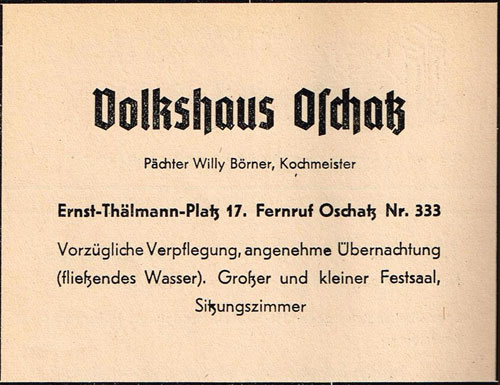 Volkshaus Oſchatz
Pächter Willy Börner, Kochmeister
Ernst-Thälmann-Platz 17. Fernruf Oschatz Nr. 333
Vorzügliche Verpflegung, angenehme Übernachtung
(fließendes Wasser). Großer und kleiner Festsaal,
Sitzungszimmer